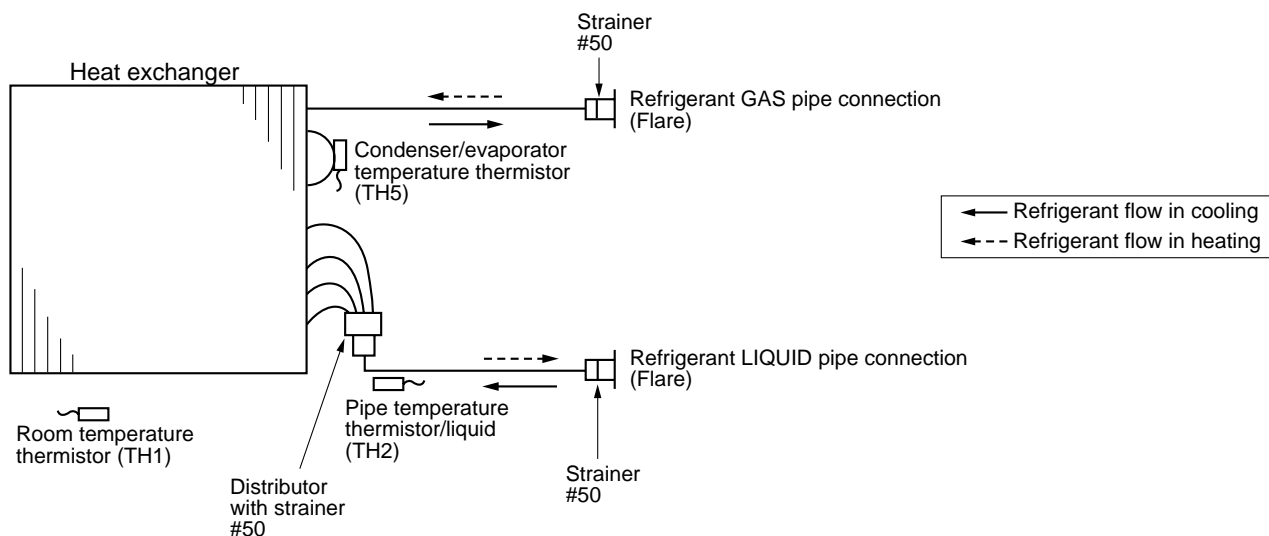 Strainer
#50
Heat exchanger
Refrigerant GAS pipe connection
(Flare)
Condenser/evaporator
temperature thermistor
(TH5)
Refrigerant flow in cooling
Refrigerant flow in heating
Refrigerant LIQUID pipe connection
(Flare)
Pipe temperature
thermistor/liquid
(TH2)
Room temperature
thermistor (TH1)
Strainer
#50
Distributor
with strainer
#50